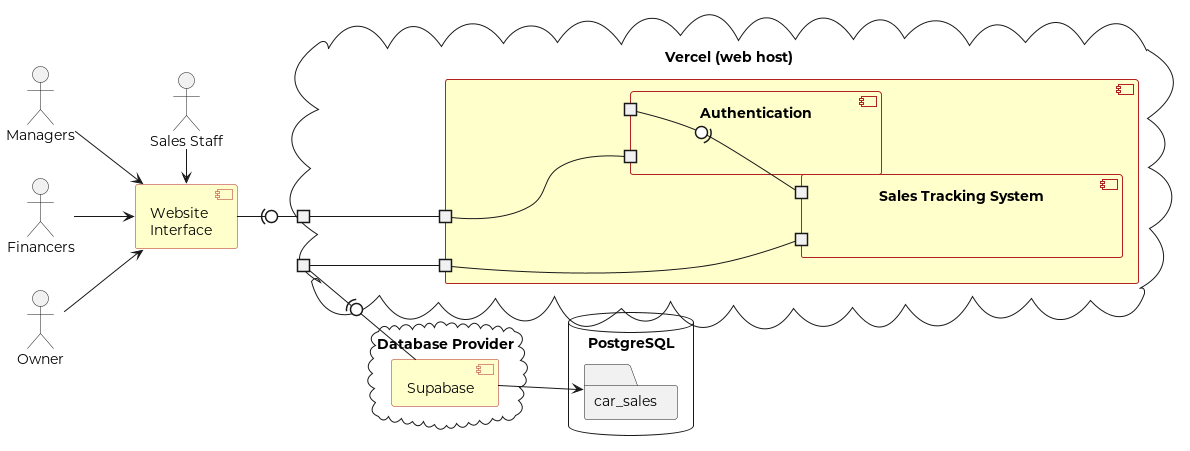 Vercel (web host)
Authentication
Managers
Sales Staff
Sales Tracking System
Website
Interface
Financers
Owner
Database Provider
PostgreSQL
Supabase
car_sales